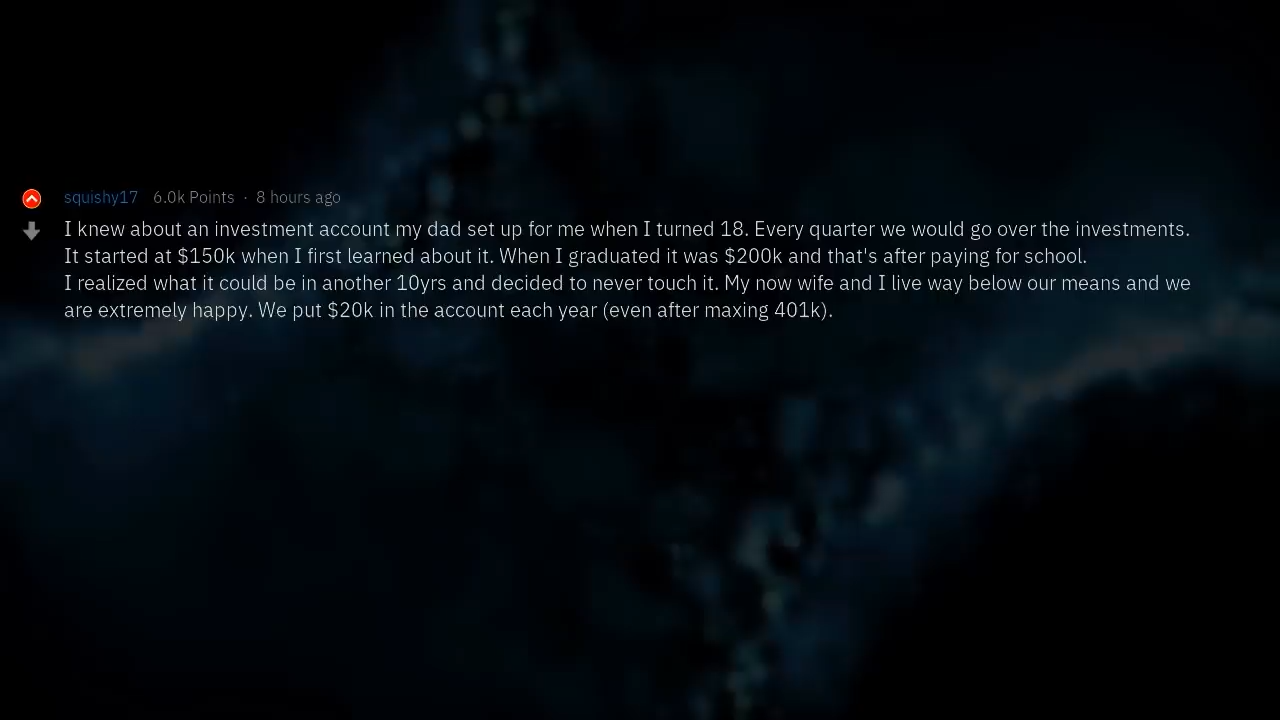 squishy17 6.0k Points · 8 hours ago
I knew about an investment account my dad set up for me when I turned 18. Every quarter we would go over the investments.
It started at $150k when I first learned about it. When I graduated it was $200k and that's after paying for school.
I realized what it could be in another 10yrs and decided to never touch it. My now wife and I live way below our means and we
are extremely happy. We put $20k in the account each year (even after maxing 401k).